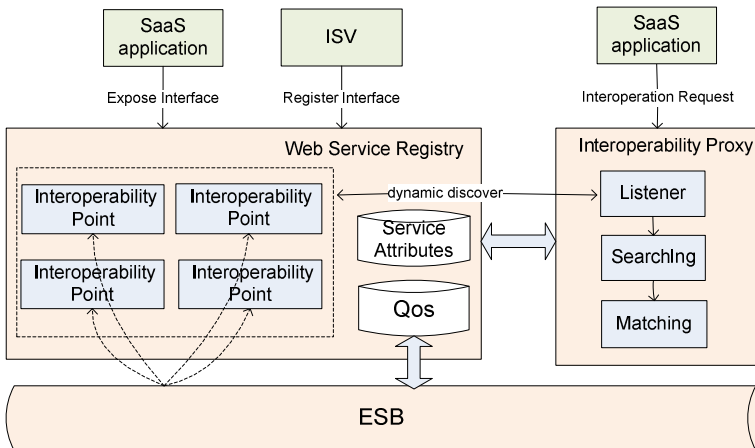 SaaS
application
ISV
SaaS
application
Expose Interface
Register Interface
Interoperation Request
Web Service Registry
Interoperability Proxy
Interoperability
Point
Interoperability
Point
dynamic discover
Listener
Service
Attributes
Interoperability
Point
Interoperability
Point
SearchIng
Qos
Matching
ESB